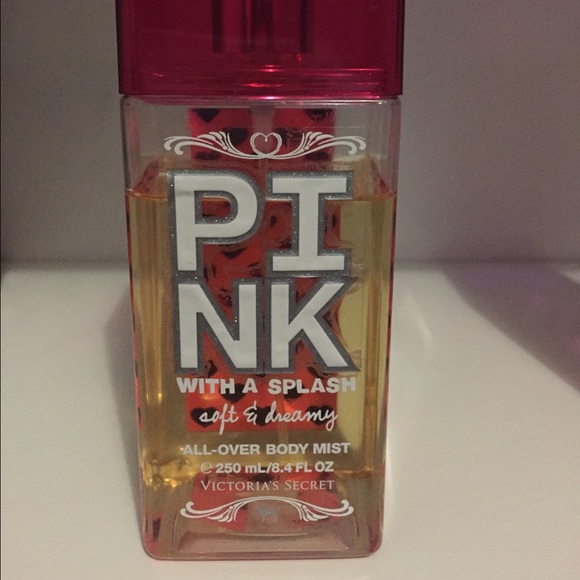 PI
NK
WITH A SPLASH
soft & dreamy
ALL-OVER BODY MIST
℮ 250 mL/8.4 FL OZ
VICTORIA'S SECRET